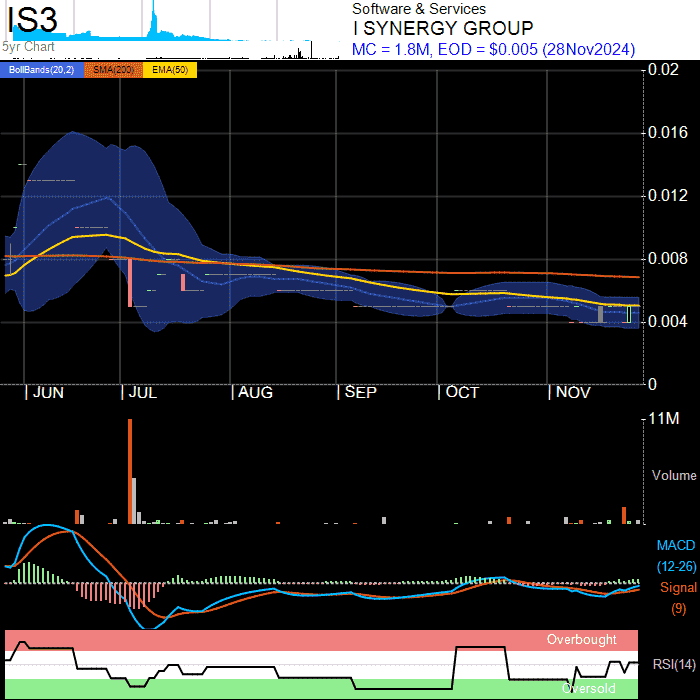 IS3
5yr Chart
Software & Services
I SYNERGY GROUP
MC = 1.8M, EOD = $0.005 (28Nov2024)
BollBands(20,2) SMA(200) EMA(50)
0.02
0.016
0.012
0.008
0.004
0
JUN JUL AUG SEP OCT NOV
11M
Volume
MACD
(12-26)
Signal
(9)
Overbought
RSI(14)
Oversold